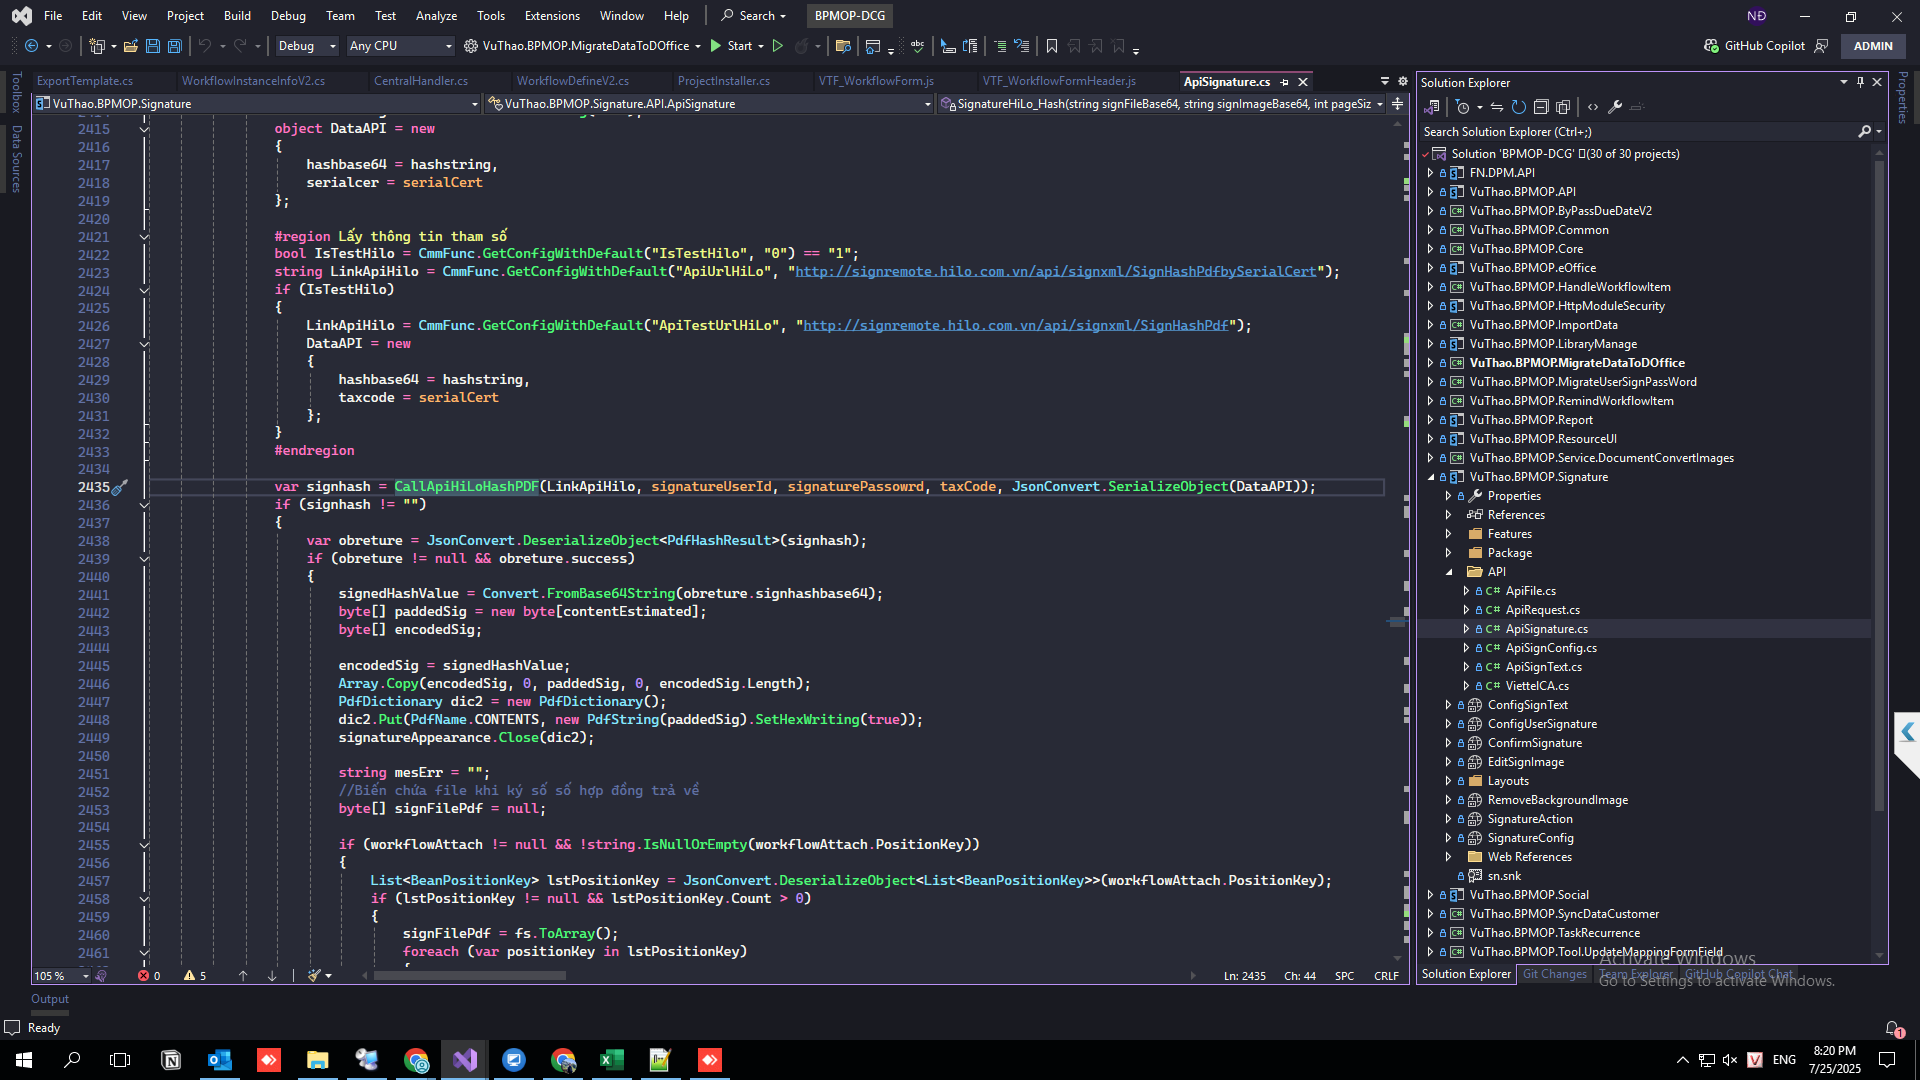 File Edit View Project Build Debug Team Test Analyze Tools Extensions Window Help Search BPMOP-DCG NĐ
Debug Any CPU VuThao.BPMOP.MigrateDataToDOffice Start GitHub Copilot ADMIN
ExportTemplate.cs WorkflowInstanceInfoV2.cs CentralHandler.cs WorkflowDefineV2.cs ProjectInstaller.cs VTF_WorkflowForm.js VTF_WorkflowFormHeader.js ApiSignature.cs
VuThao.BPMOP.Signature VuThao.BPMOP.Signature.API.ApiSignature SignatureHiLo_Hash(string signFileBase64, string signImageBase64, int pageSiz
Toolbox
Data Sources
2415 object DataAPI = new
2416 {
2417 hashbase64 = hashstring,
2418 serialcer = serialCert
2419 };
2420
2421 #region Lấy thông tin tham số
2422 bool IsTestHilo = CmmFunc.GetConfigWithDefault("IsTestHilo", "0") == "1";
2423 string LinkApiHilo = CmmFunc.GetConfigWithDefault("ApiUrlHiLo", "http://signremote.hilo.com.vn/api/signxml/SignHashPdfbySerialCert");
2424 if (IsTestHilo)
2425 {
2426 LinkApiHilo = CmmFunc.GetConfigWithDefault("ApiTestUrlHiLo", "http://signremote.hilo.com.vn/api/signxml/SignHashPdf");
2427 DataAPI = new
2428 {
2429 hashbase64 = hashstring,
2430 taxcode = serialCert
2431 };
2432 }
2433 #endregion
2434
2435 var signhash = CallApiHiLoHashPDF(LinkApiHilo, signatureUserId, signaturePassowrd, taxCode, JsonConvert.SerializeObject(DataAPI));
2436 if (signhash != "")
2437 {
2438 var obreture = JsonConvert.DeserializeObject<PdfHashResult>(signhash);
2439 if (obreture != null && obreture.success)
2440 {
2441 signedHashValue = Convert.FromBase64String(obreture.signhashbase64);
2442 byte[] paddedSig = new byte[contentEstimated];
2443 byte[] encodedSig;
2444
2445 encodedSig = signedHashValue;
2446 Array.Copy(encodedSig, 0, paddedSig, 0, encodedSig.Length);
2447 PdfDictionary dic2 = new PdfDictionary();
2448 dic2.Put(PdfName.CONTENTS, new PdfString(paddedSig).SetHexWriting(true));
2449 signatureAppearance.Close(dic2);
2450
2451 string mesErr = "";
2452 //Biến chứa file khi ký số số hợp đồng trả về
2453 byte[] signFilePdf = null;
2454
2455 if (workflowAttach != null && !string.IsNullOrEmpty(workflowAttach.PositionKey))
2456 {
2457 List<BeanPositionKey> lstPositionKey = JsonConvert.DeserializeObject<List<BeanPositionKey>>(workflowAttach.PositionKey);
2458 if (lstPositionKey != null && lstPositionKey.Count > 0)
2459 {
2460 signFilePdf = fs.ToArray();
2461 foreach (var positionKey in lstPositionKey)
105 % 0 5 Ln: 2435 Ch: 44 SPC CRLF
Solution Explorer
Search Solution Explorer (Ctrl+;)
Solution 'BPMOP-DCG' (30 of 30 projects)
FN.DPM.API
VuThao.BPMOP.API
VuThao.BPMOP.ByPassDueDateV2
VuThao.BPMOP.Common
VuThao.BPMOP.Core
VuThao.BPMOP.eOffice
VuThao.BPMOP.HandleWorkflowItem
VuThao.BPMOP.HttpModuleSecurity
VuThao.BPMOP.ImportData
VuThao.BPMOP.LibraryManage
VuThao.BPMOP.MigrateDataToDOffice
VuThao.BPMOP.MigrateUserSignPassWord
VuThao.BPMOP.RemindWorkflowItem
VuThao.BPMOP.Report
VuThao.BPMOP.ResourceUI
VuThao.BPMOP.Service.DocumentConvertImages
VuThao.BPMOP.Signature
Properties
References
Features
Package
API
C# ApiFile.cs
C# ApiRequest.cs
C# ApiSignature.cs
C# ApiSignConfig.cs
C# ApiSignText.cs
C# ViettelCA.cs
ConfigSignText
ConfigUserSignature
ConfirmSignature
EditSignImage
Layouts
RemoveBackgroundImage
SignatureAction
SignatureConfig
Web References
sn.snk
VuThao.BPMOP.Social
VuThao.BPMOP.SyncDataCustomer
VuThao.BPMOP.TaskRecurrence
VuThao.BPMOP.Tool.UpdateMappingFormField
Solution Explorer Git Changes Team Explorer GitHub Copilot Chat
Properties
Activate Windows
Go to Settings to activate Windows.
Output
Ready
1
ENG 8:20 PM
7/25/2025